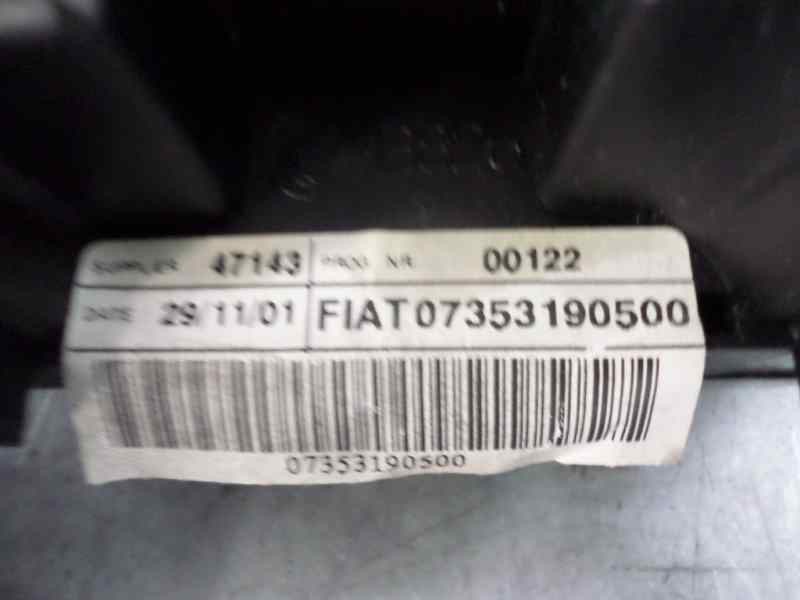 SUPPLIER 47143 PROG. NR. 00122
DATE 29/11/01 FIAT 07353190500
07353190500